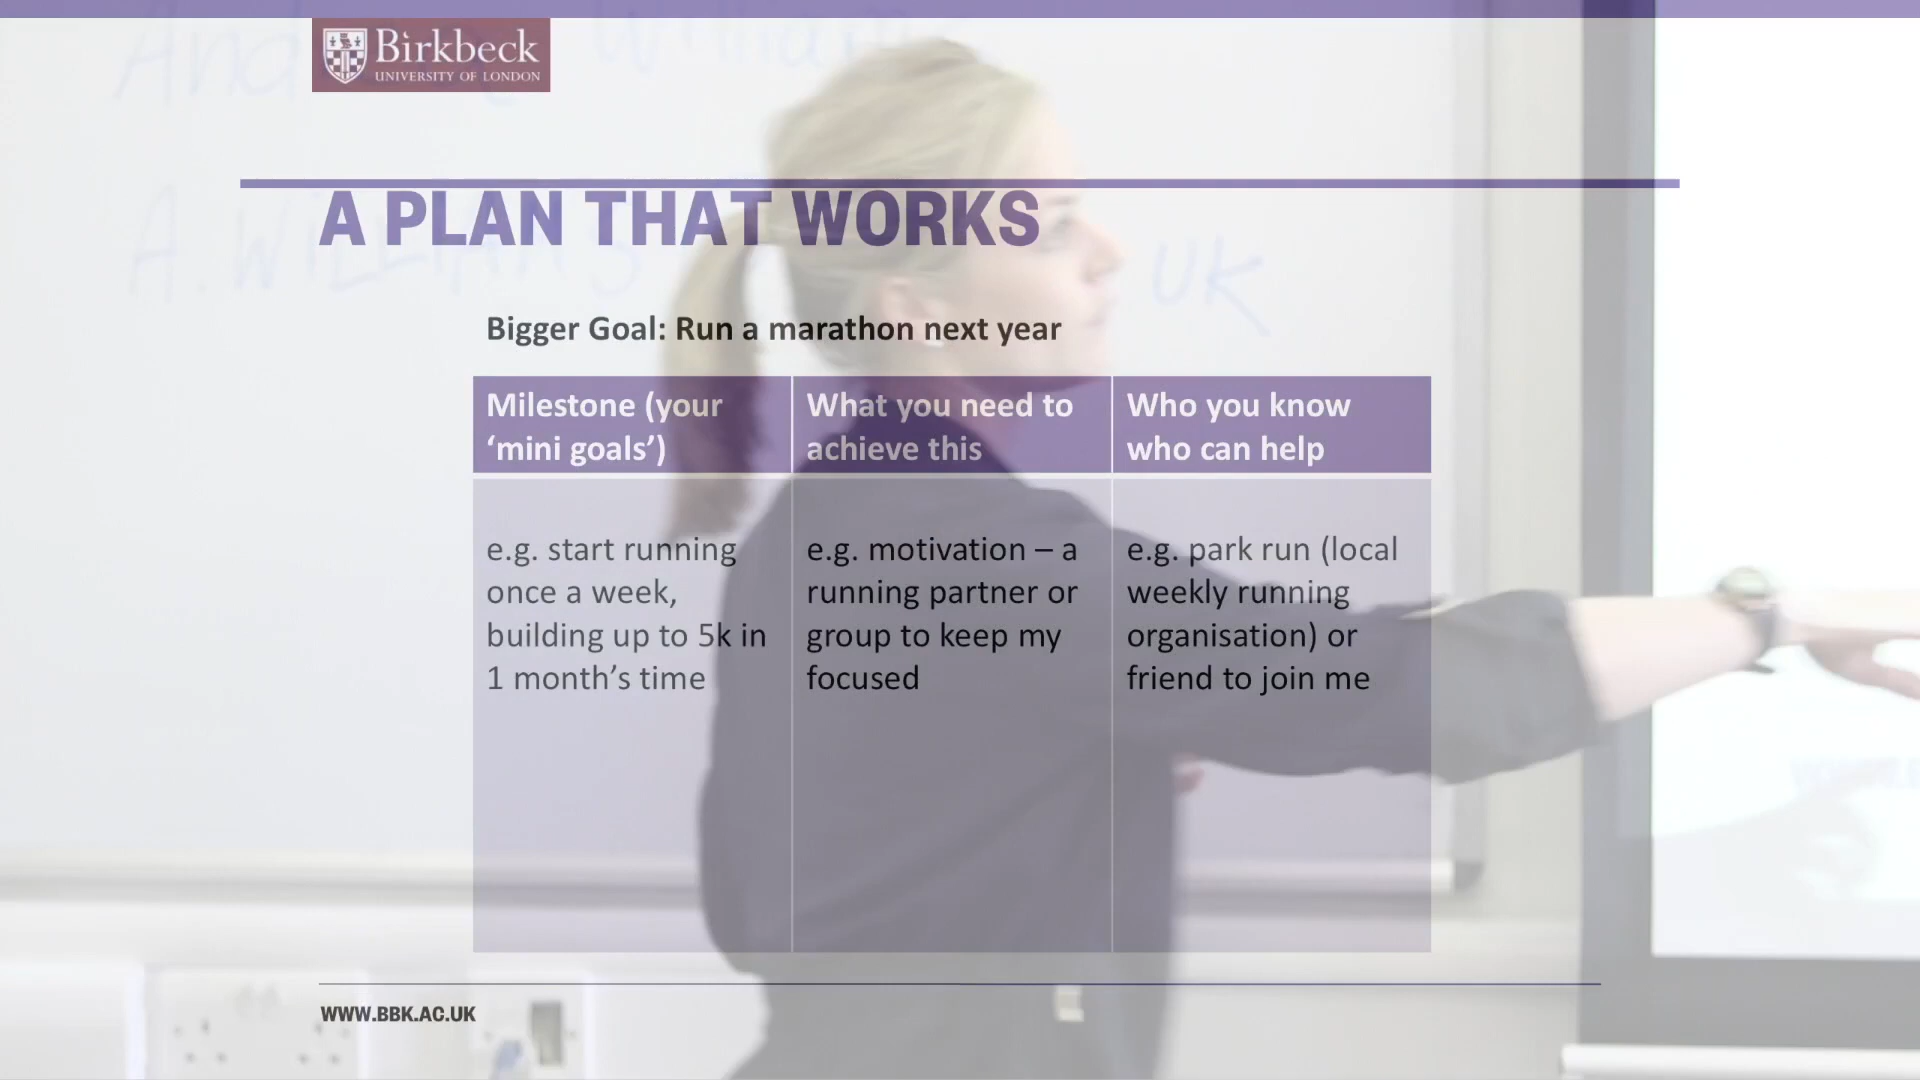 Birkbeck
UNIVERSITY OF LONDON
A PLAN THAT WORKS
A. WILLIAMS
UK
Bigger Goal: Run a marathon next year
Milestone (your
‘mini goals’)
What you need to
achieve this
Who you know
who can help
e.g. start running
once a week,
building up to 5k in
1 month’s time
e.g. motivation – a
running partner or
group to keep my
focused
e.g. park run (local
weekly running
organisation) or
friend to join me
WWW.BBK.AC.UK